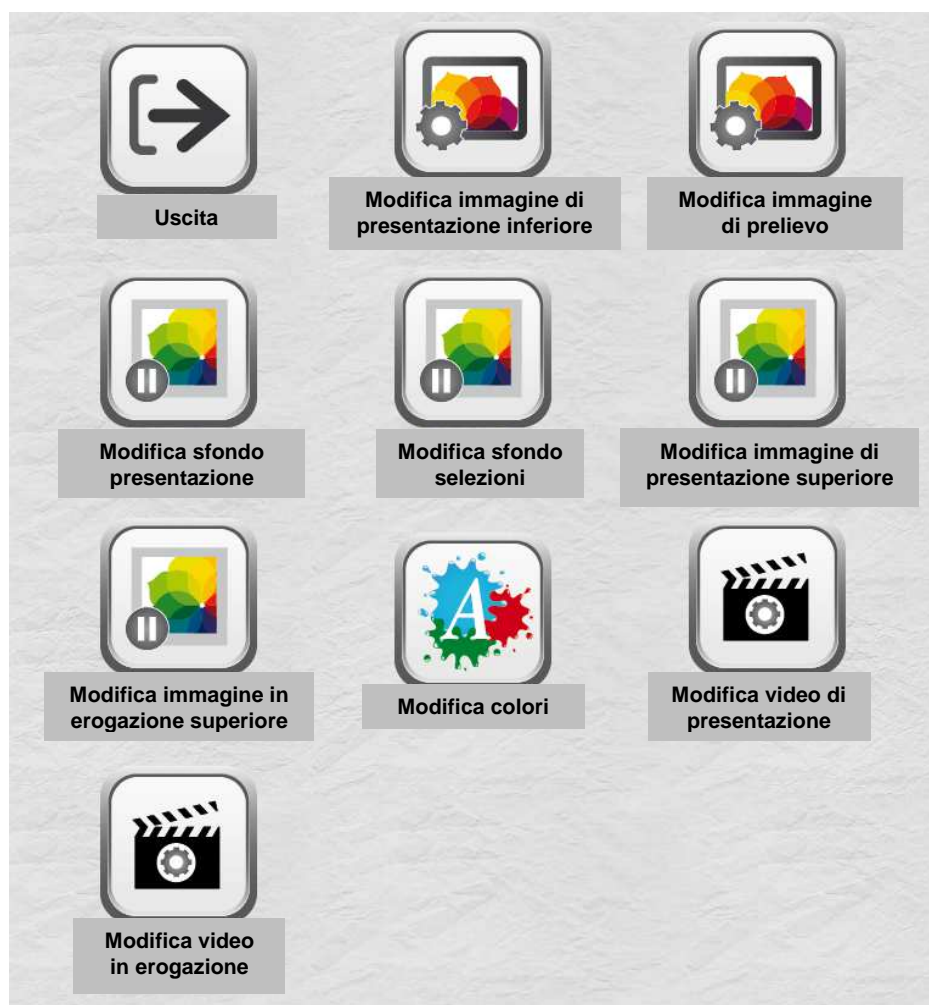 Uscita
Modifica immagine di
presentazione inferiore
Modifica immagine
di prelievo
Modifica sfondo
presentazione
Modifica sfondo
selezioni
Modifica immagine di
presentazione superiore
Modifica immagine in
erogazione superiore
A
Modifica colori
Modifica video di
presentazione
Modifica video
in erogazione